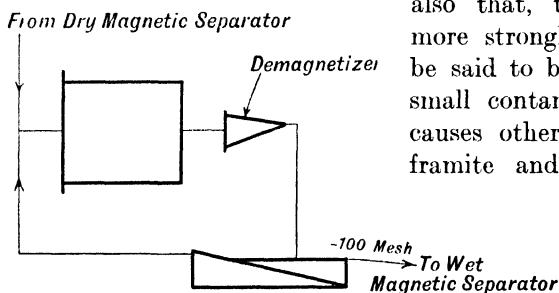 From Dry Magnetic Separator
Demagnetizer
-100 Mesh
To Wet
Magnetic Separator
also that, t
more strongl
be said to b
small contar
causes other
framite and